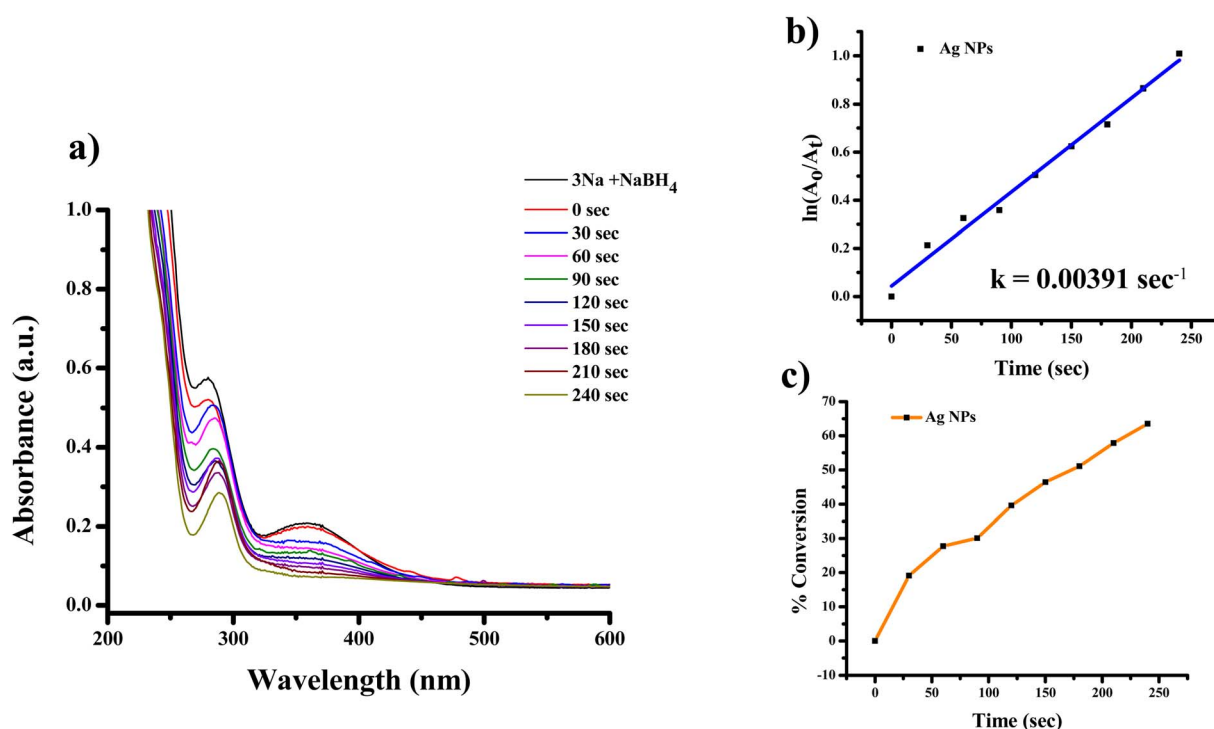 a)
3Na +NaBH₄
0 sec
30 sec
60 sec
90 sec
120 sec
150 sec
180 sec
210 sec
240 sec
Absorbance (a.u.)
1.0
0.8
0.6
0.4
0.2
0.0
200 300 400 500 600
Wavelength (nm)
b)
Ag NPs
ln(A₀/Aₜ)
1.0
0.8
0.6
0.4
0.2
0.0
k = 0.00391 sec⁻¹
0 50 100 150 200 250
Time (sec)
c)
Ag NPs
% Conversion
70
60
50
40
30
20
10
0
-10
0 50 100 150 200 250
Time (sec)